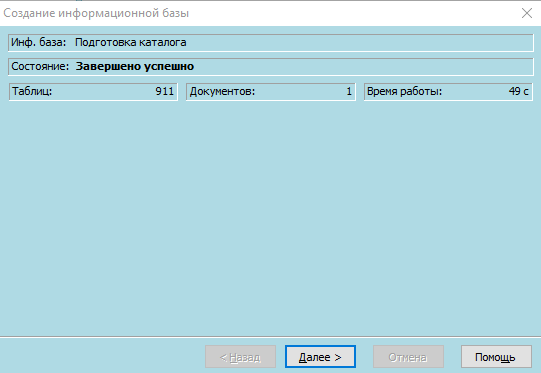 Создание информационной базы
Инф. база: Подготовка каталога
Состояние: Завершено успешно
Таблиц: 911 Документов: 1 Время работы: 49 с
< Назад Далее > Отмена Помощь